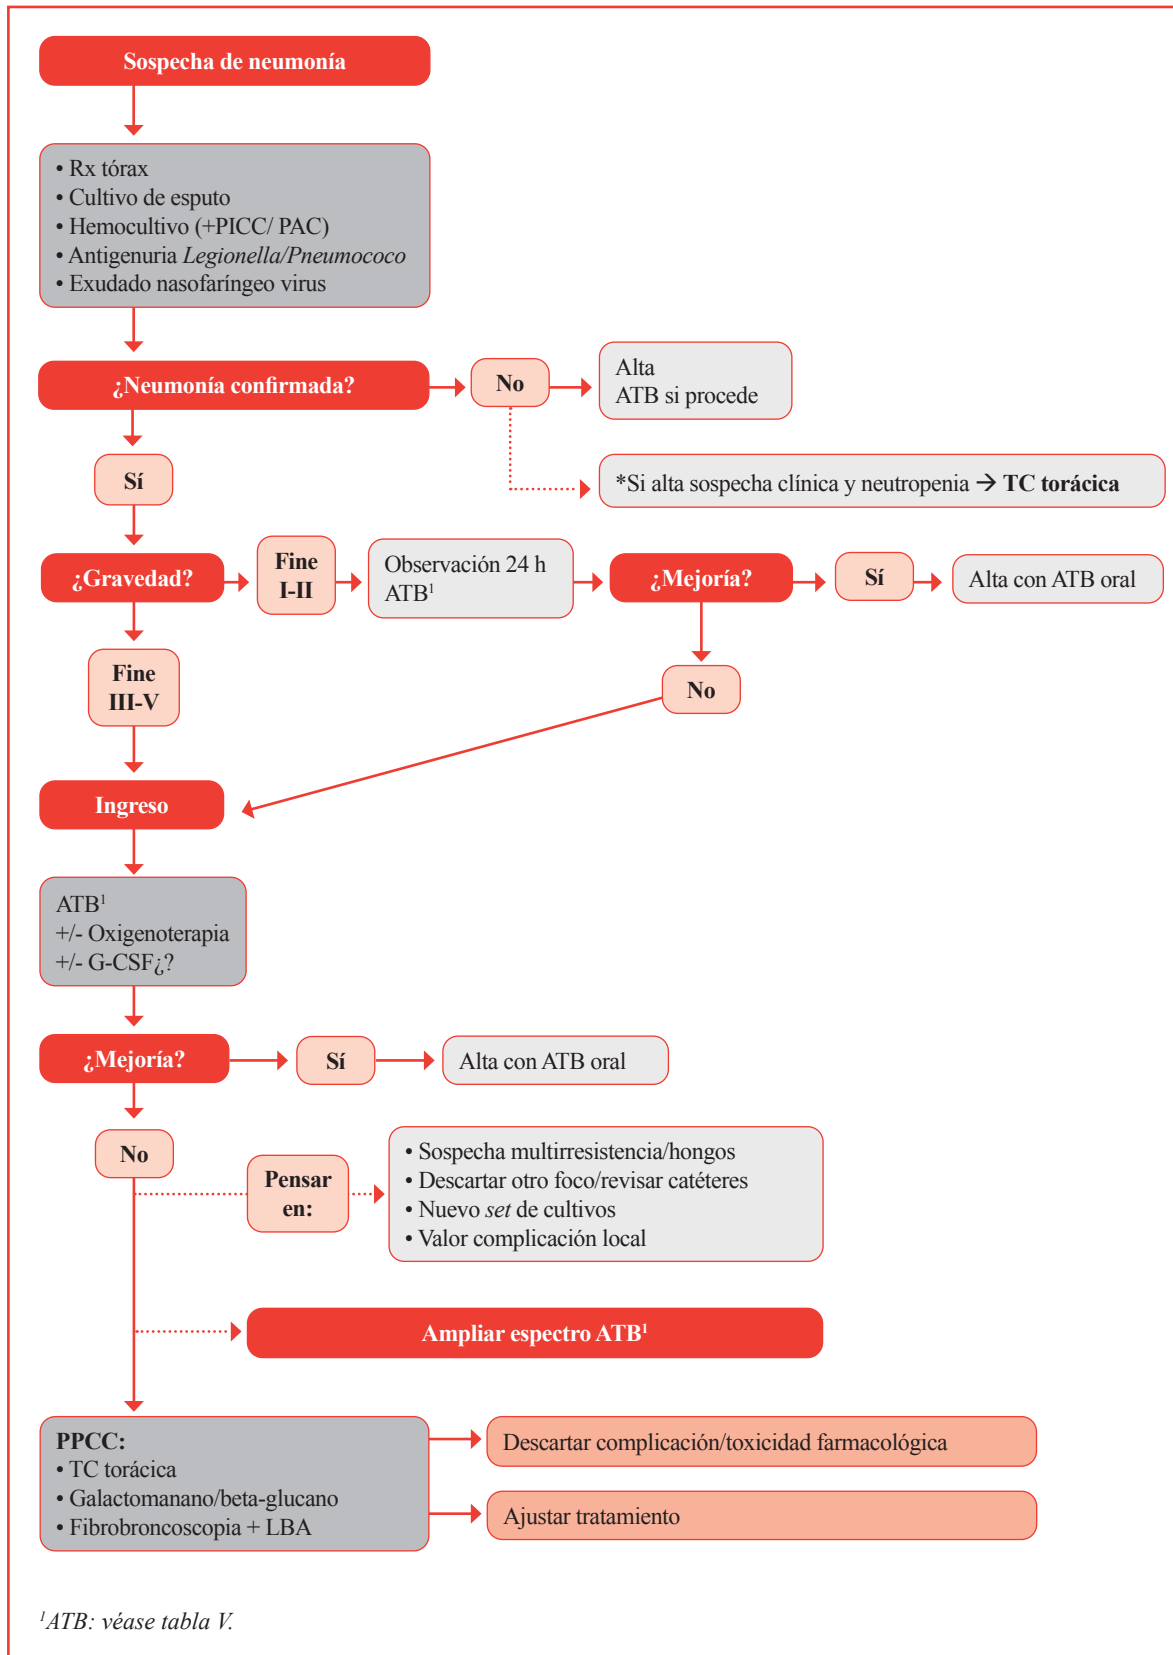 Sospecha de neumonía
• Rx tórax
• Cultivo de esputo
• Hemocultivo (+PICC/ PAC)
• Antigenuria Legionella/Pneumococo
• Exudado nasofaríngeo virus
¿Neumonía confirmada?
No
Alta
ATB si procede
*Si alta sospecha clínica y neutropenia → TC torácica
Sí
¿Gravedad?
Fine
I-II
Observación 24 h
ATB¹
¿Mejoría?
Sí
Alta con ATB oral
Fine
III-V
No
Ingreso
ATB¹
+/- Oxigenoterapia
+/- G-CSF¿?
¿Mejoría?
Sí
Alta con ATB oral
No
Pensar
en:
• Sospecha multirresistencia/hongos
• Descartar otro foco/revisar catéteres
• Nuevo set de cultivos
• Valor complicación local
Ampliar espectro ATB¹
PPCC:
• TC torácica
• Galactomanano/beta-glucano
• Fibrobroncoscopia + LBA
Descartar complicación/toxicidad farmacológica
Ajustar tratamiento
¹ATB: véase tabla V.